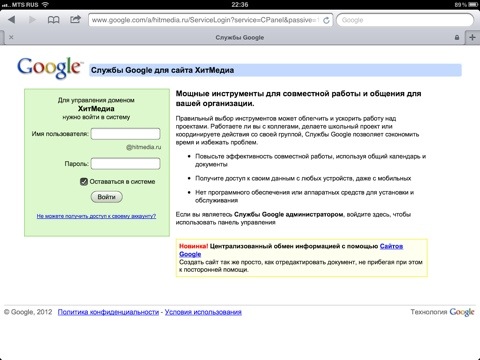 MTS RUS 22:36 89 %
www.google.com/a/hitmedia.ru/ServiceLogin?service=CPanel&passive=t Google
Службы Google
Google™ Службы Google для сайта ХитМедиа
Для управления доменом
ХитМедиа
нужно войти в систему
Имя пользователя:
@hitmedia.ru
Пароль:
Оставаться в системе
Войти
Не можете получить доступ к своему аккаунту?
Мощные инструменты для совместной работы и общения для
вашей организации.
Правильный выбор инструментов может облегчить и ускорить работу над
проектами. Работаете ли вы с коллегами, делаете школьный проект или
координируете действия со своей группой, Службы Google позволяет сэкономить
время и избежать проблем.
• Повысьте эффективность совместной работы, используя общий календарь и
документы
• Получите доступ к своим данным с любых устройств, даже с мобильных
• Нет программного обеспечения или аппаратных средств для установки и
обслуживания
Если вы являетесь Службы Google администратором, войдите здесь, чтобы
использовать панель управления
Новинка! Централизованный обмен информацией с помощью Сайтов
Google
Создать сайт так же просто, как отредактировать документ, не прибегая при этом
к посторонней помощи.
© Google, 2012 Политика конфиденциальности - Условия использования Технология Google